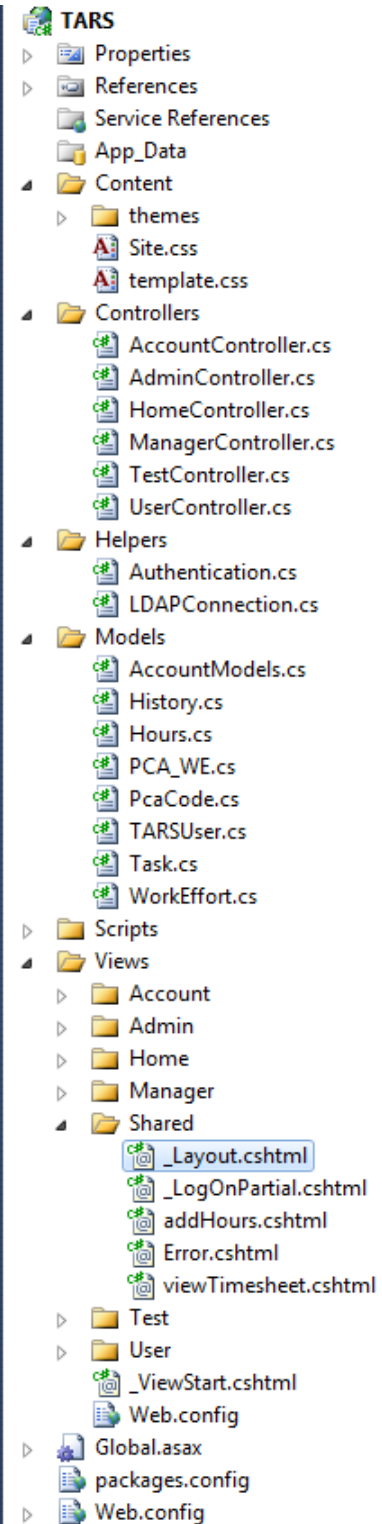 TARS
Properties
References
Service References
App_Data
Content
themes
Site.css
template.css
Controllers
AccountController.cs
AdminController.cs
HomeController.cs
ManagerController.cs
TestController.cs
UserController.cs
Helpers
Authentication.cs
LDAPConnection.cs
Models
AccountModels.cs
History.cs
Hours.cs
PCA_WE.cs
PcaCode.cs
TARSUser.cs
Task.cs
WorkEffort.cs
Scripts
Views
Account
Admin
Home
Manager
Shared
_Layout.cshtml
_LogOnPartial.cshtml
addHours.cshtml
Error.cshtml
viewTimesheet.cshtml
Test
User
_ViewStart.cshtml
Web.config
Global.asax
packages.config
Web.config